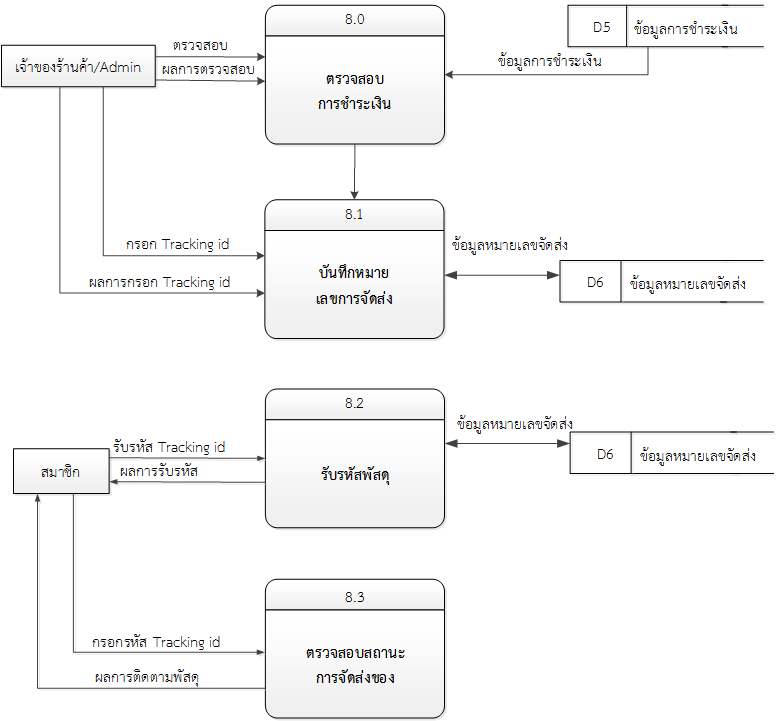 8.0
D5
ข้อมูลการชำระเงิน
ตรวจสอบ
ข้อมูลการชำระเงิน
เจ้าของร้านค้า/Admin
ผลการตรวจสอบ
ตรวจสอบ
การชำระเงิน
8.1
กรอก Tracking id
ข้อมูลหมายเลขจัดส่ง
บันทึกหมาย
เลขการจัดส่ง
ผลการกรอก Tracking id
D6
ข้อมูลหมายเลขจัดส่ง
8.2
ข้อมูลหมายเลขจัดส่ง
รับรหัส Tracking id
D6
ข้อมูลหมายเลขจัดส่ง
สมาชิก
ผลการรับรหัส
รับรหัสพัสดุ
8.3
กรอกรหัส Tracking id
ตรวจสอบสถานะ
การจัดส่งของ
ผลการติดตามพัสดุ